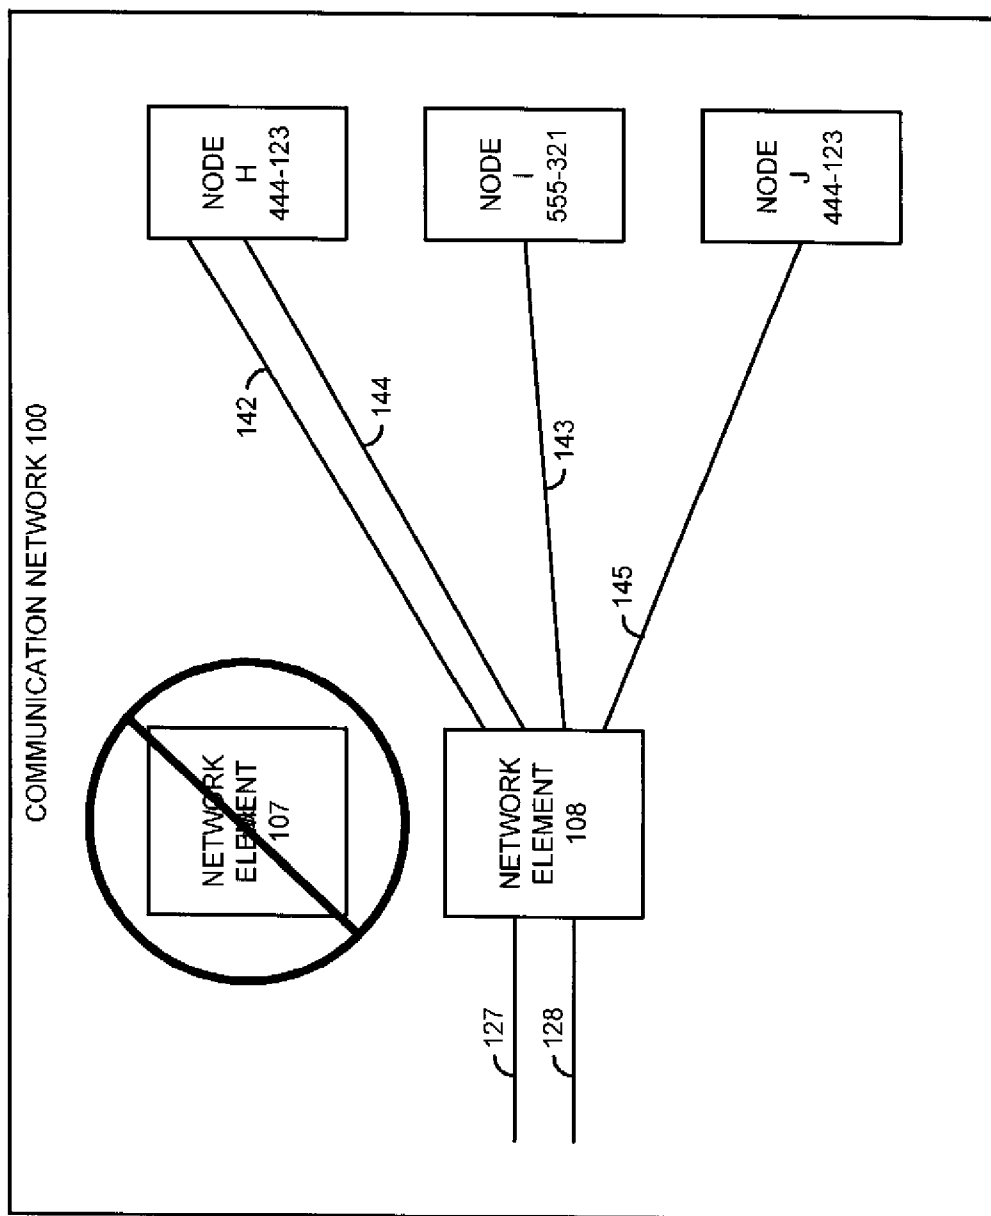 COMMUNICATION NETWORK 100
NETWORK
ELEMENT
107
NETWORK
ELEMENT
108
127
128
142
144
143
145
NODE
H
444-123
NODE
I
555-321
NODE
J
444-123